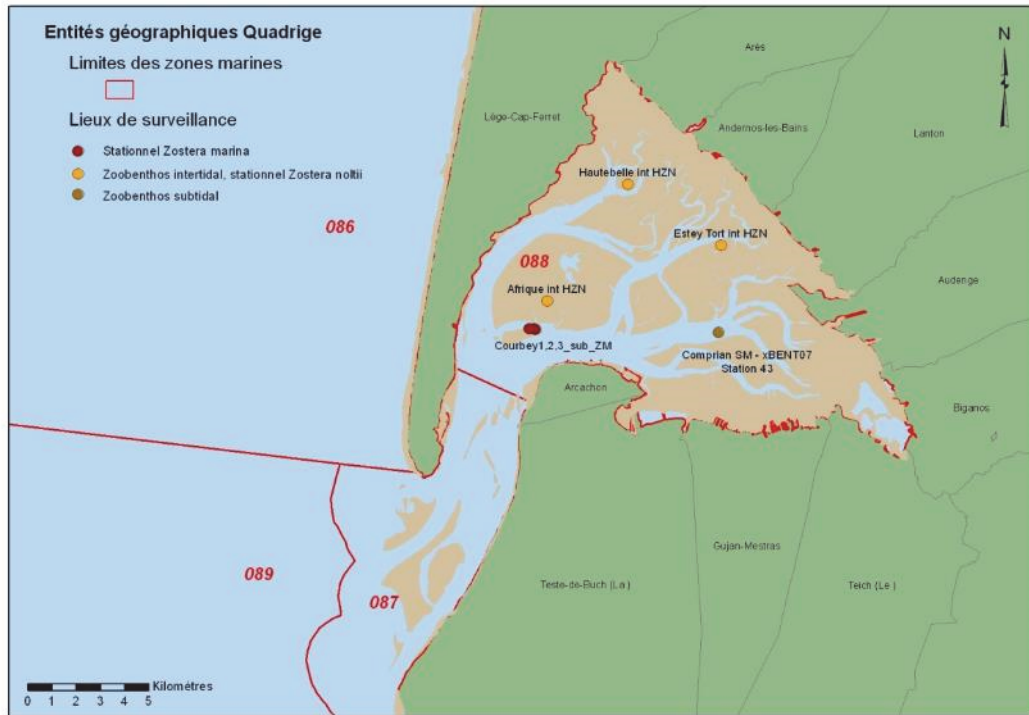 Entités géographiques Quadrige
Limites des zones marines
Lieux de surveillance
Stationnel Zostera marina
Zoobenthos intertidal, stationnel Zostera noltii
Zoobenthos subtidal
N
Arès
Lège-Cap-Ferret
Andernos-les-Bains
Lanton
Hautebelle int HZN
086
Estey Tort int HZN
088
Audenge
Afrique int HZN
Courbey1,2,3_sub_ZM
Comprian SM - xBENT07
Station 43
Arcachon
Biganos
Gujan-Mestras
089
Teste-de-Buch (La)
Teich (Le )
087
Kilométres
0 1 2 3 4 5